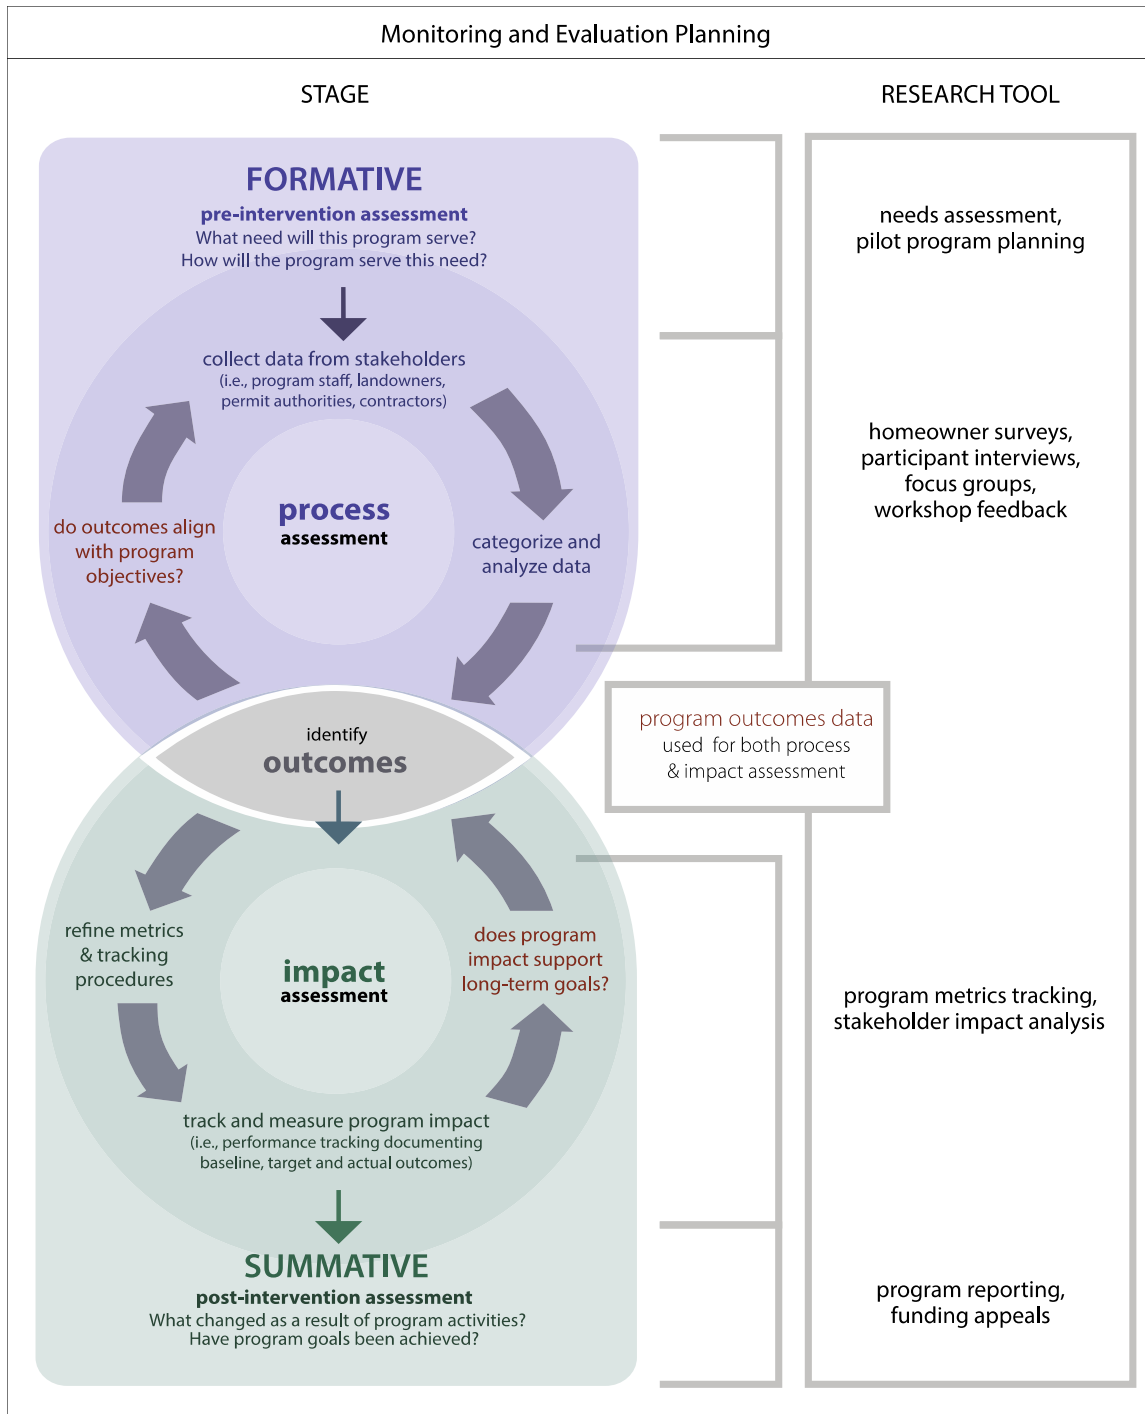 Monitoring and Evaluation Planning
STAGE
RESEARCH TOOL
FORMATIVE
pre-intervention assessment
What need will this program serve?
How will the program serve this need?
needs assessment,
pilot program planning
collect data from stakeholders
(i.e., program staff, landowners,
permit authorities, contractors)
process
assessment
do outcomes align
with program
objectives?
categorize and
analyze data
homeowner surveys,
participant interviews,
focus groups,
workshop feedback
identify
outcomes
program outcomes data
used for both process
& impact assessment
refine metrics
& tracking
procedures
impact
assessment
does program
impact support
long-term goals?
program metrics tracking,
stakeholder impact analysis
track and measure program impact
(i.e., performance tracking documenting
baseline, target and actual outcomes)
SUMMATIVE
post-intervention assessment
What changed as a result of program activities?
Have program goals been achieved?
program reporting,
funding appeals